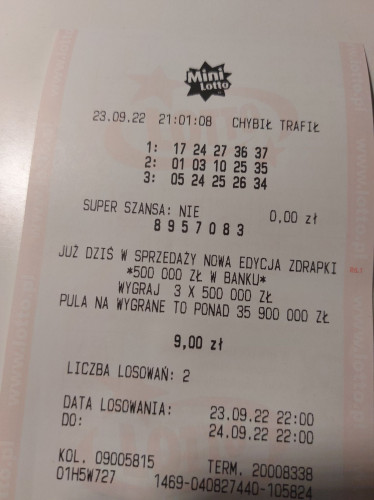 Mini
Lotto
23.09.22 21:01:08 CHYBIŁ TRAFIŁ
1: 17 24 27 36 37
2: 01 03 10 25 35
3: 05 24 25 26 34
SUPER SZANSA: NIE 0,00 zł
8957083
JUŻ DZIŚ W SPRZEDAŻY NOWA EDYCJA ZDRAPKI
*500 000 ZŁ W BANKU*
WYGRAJ 3 X 500 000 ZŁ
PULA NA WYGRANE TO PONAD 35 900 000 ZŁ
9,00 zł
LICZBA LOSOWAŃ: 2
DATA LOSOWANIA: 23.09.22 22:00
DO: 24.09.22 22:00
KOL. 09005815 TERM. 20008338
01H5W727 1469-040827440-105824